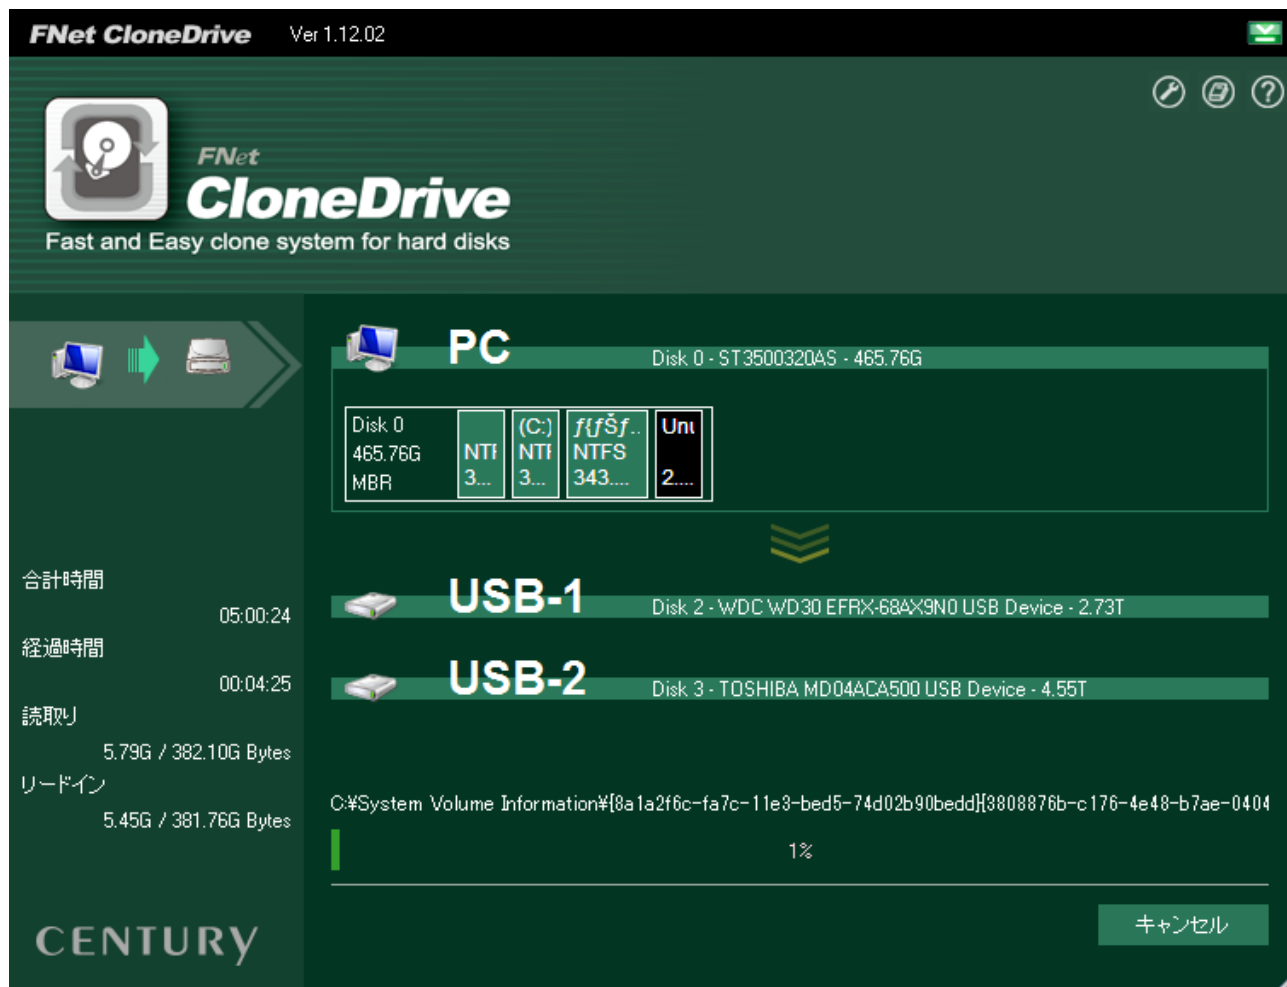 FNet CloneDrive Ver 1.12.02
FNet
CloneDrive
Fast and Easy clone system for hard disks
PC Disk 0 - ST3500320AS - 465.76G
Disk 0
465.76G
MBR
NTF
3...
(C:)
NTF
3...
ƒ{ƒŠƒ..
NTFS
343....
Unu
2....
USB-1 Disk 2 - WDC WD30 EFRX-68AX9N0 USB Device - 2.73T
USB-2 Disk 3 - TOSHIBA MD04ACA500 USB Device - 4.55T
合計時間
05:00:24
経過時間
00:04:25
読取り
5.79G / 382.10G Bytes
リードイン
5.45G / 381.76G Bytes
C:¥System Volume Information¥{8a1a2f6c-fa7c-11e3-bed5-74d02b90bedd}{3808876b-c176-4e48-b7ae-0404
1%
キャンセル
CENTURY